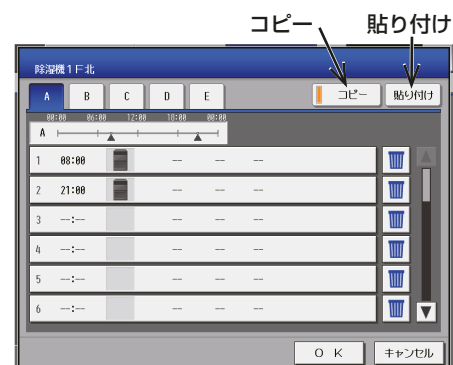 コピー 貼り付け
除湿機1F北
A B C D E コピー 貼り付け
00:00 06:00 12:00 18:00 00:00
A
1 08:00 -- -- --
2 21:00 -- -- --
3 --:-- -- -- --
4 --:-- -- -- --
5 --:-- -- -- --
6 --:-- -- -- --
OK キャンセル